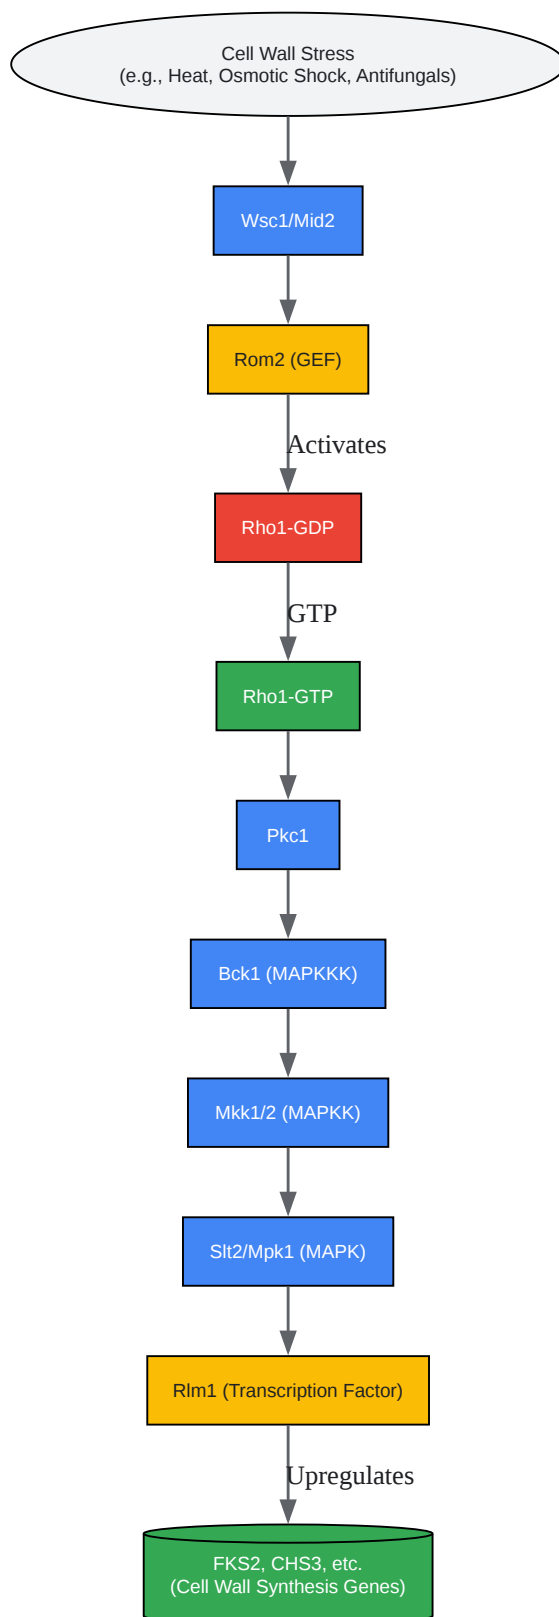 Cell Wall Stress
(e.g., Heat, Osmotic Shock, Antifungals)
Wsc1/Mid2
Rom2 (GEF)
Activates
Rho1-GDP
GTP
Rho1-GTP
Pkc1
Bck1 (MAPKKK)
Mkk1/2 (MAPKK)
Slt2/Mpk1 (MAPK)
Rlm1 (Transcription Factor)
Upregulates
FKS2, CHS3, etc.
(Cell Wall Synthesis Genes)